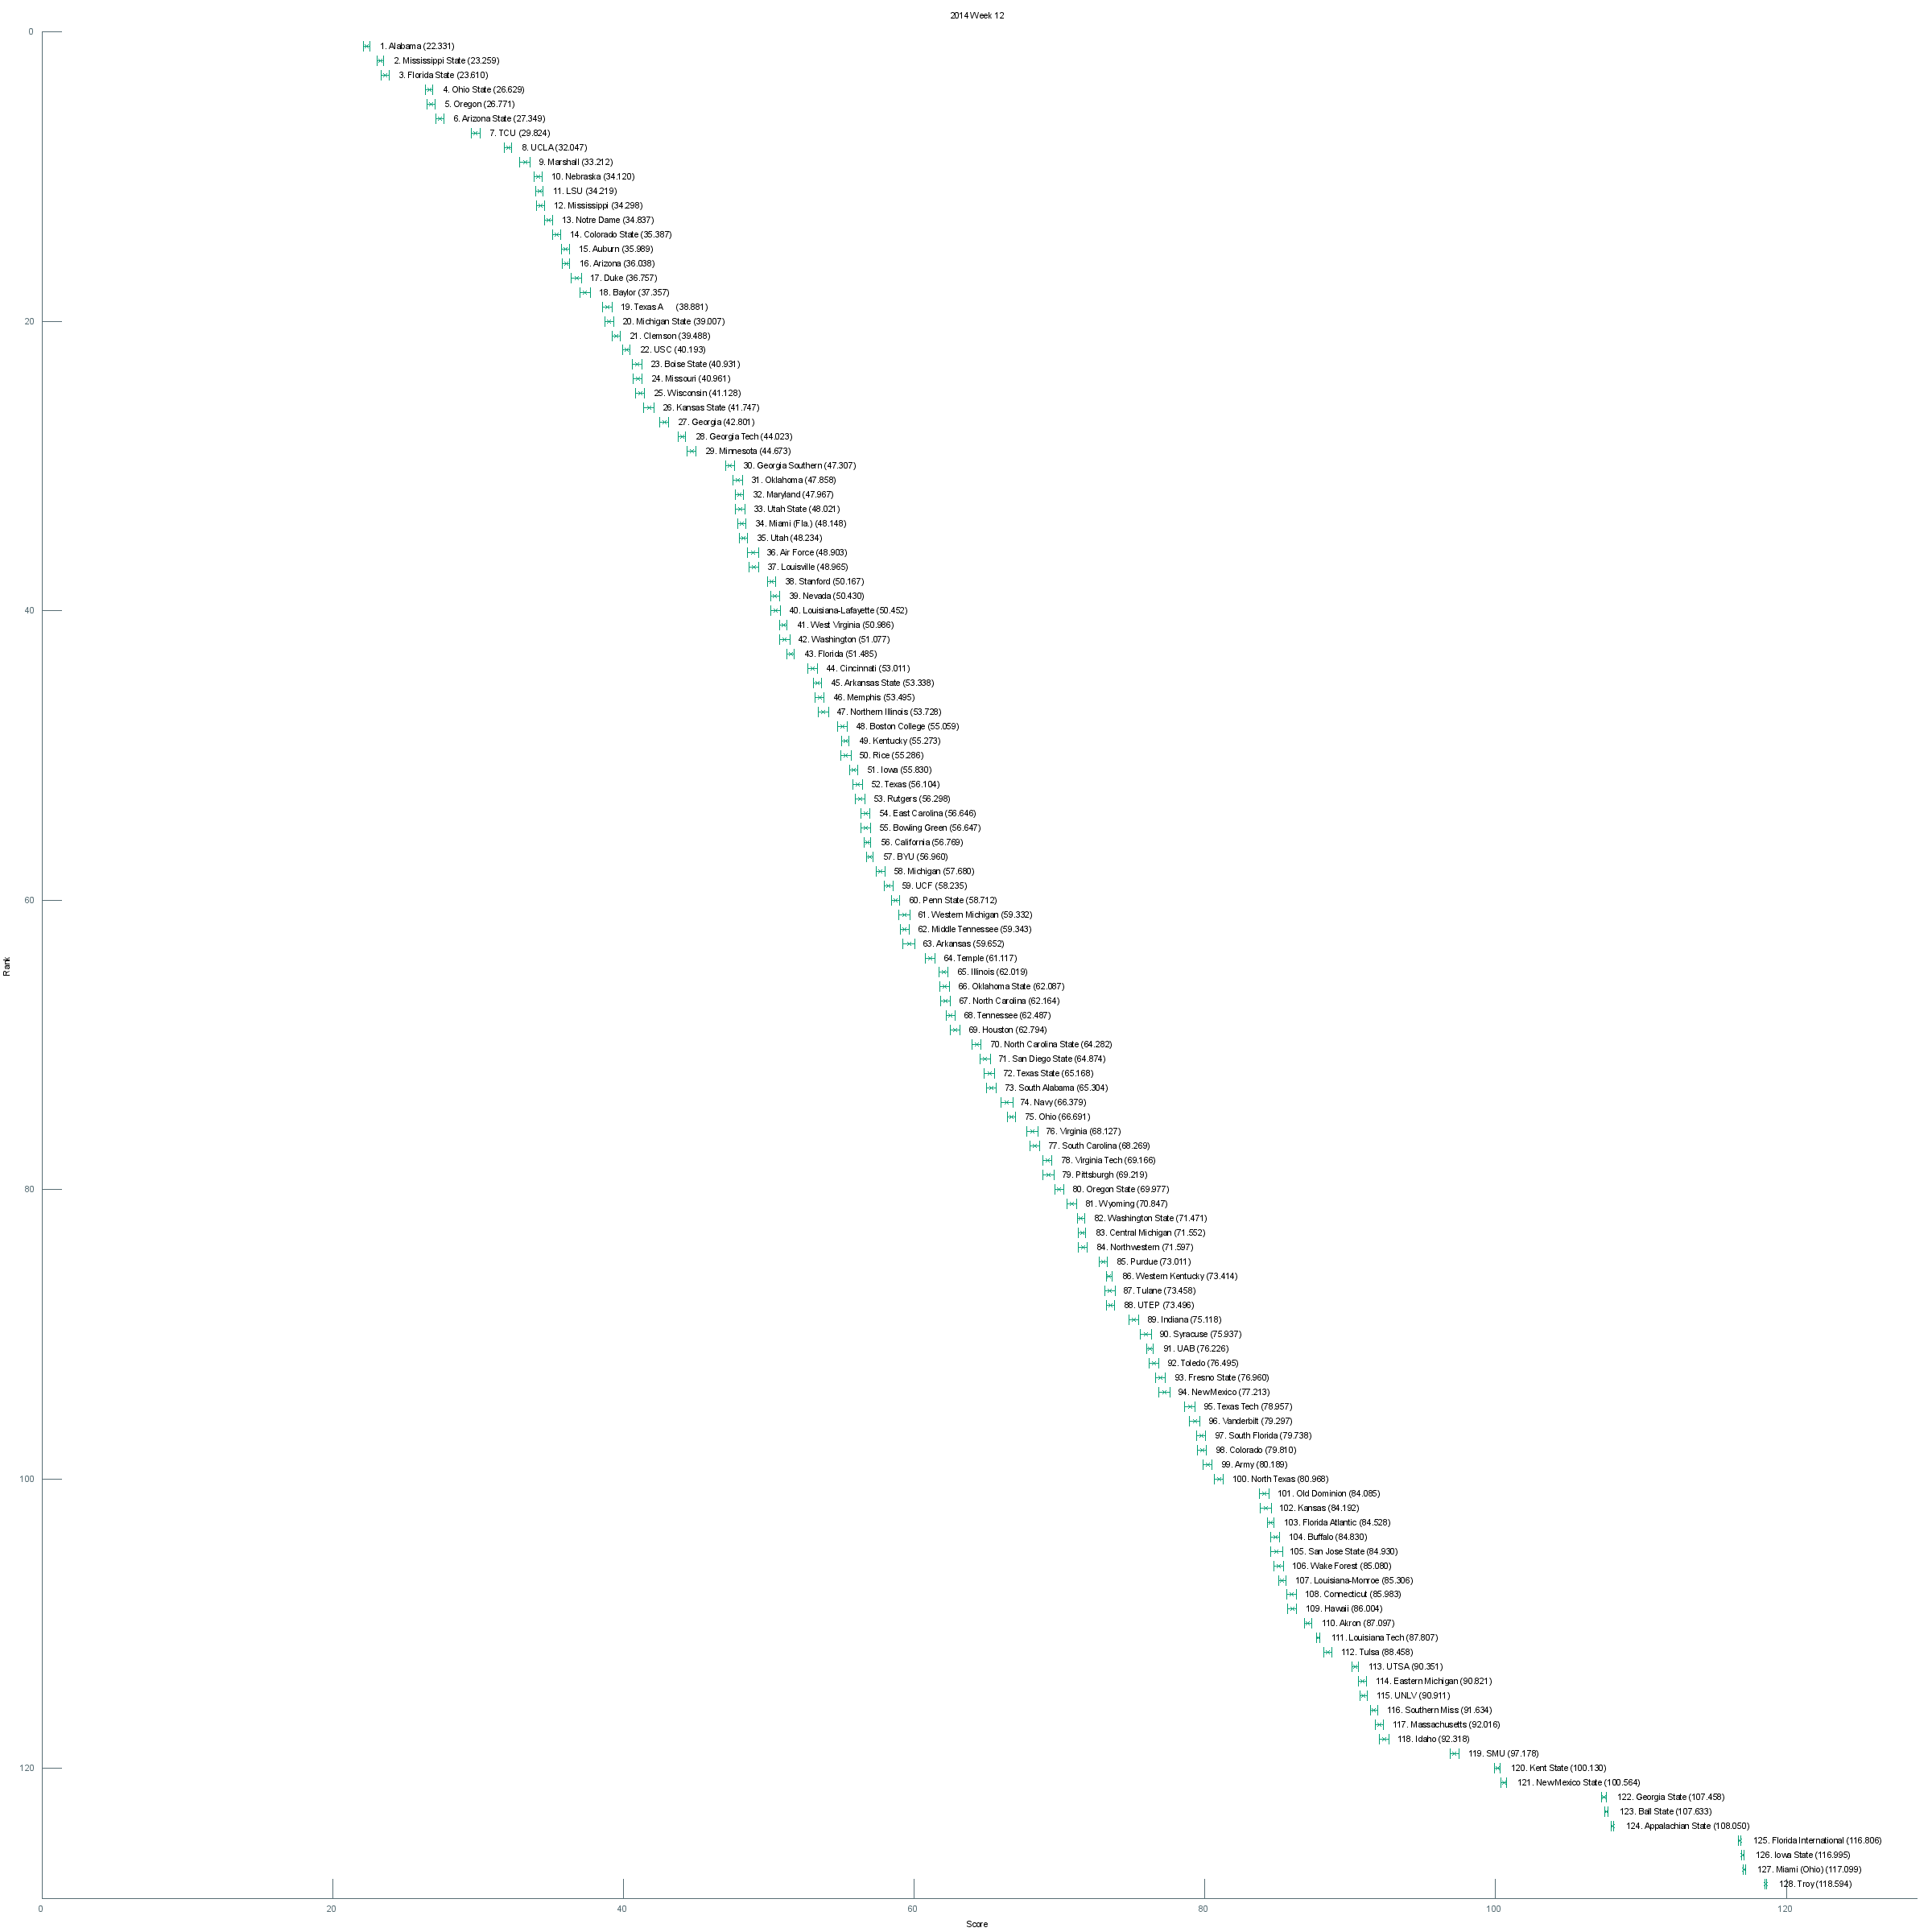 2014 Week 12
0
1. Alabama (22.331)
2. Mississippi State (23.259)
3. Florida State (23.610)
4. Ohio State (26.629)
5. Oregon (26.771)
6. Arizona State (27.349)
7. TCU (29.824)
8. UCLA (32.047)
9. Marshall (33.212)
10. Nebraska (34.120)
11. LSU (34.219)
12. Mississippi (34.298)
13. Notre Dame (34.837)
14. Colorado State (35.387)
15. Auburn (35.989)
16. Arizona (36.038)
17. Duke (36.757)
18. Baylor (37.357)
19. Texas A (38.881)
20
20. Michigan State (39.007)
21. Clemson (39.488)
22. USC (40.193)
23. Boise State (40.931)
24. Missouri (40.961)
25. Wisconsin (41.128)
26. Kansas State (41.747)
27. Georgia (42.801)
28. Georgia Tech (44.023)
29. Minnesota (44.673)
30. Georgia Southern (47.307)
31. Oklahoma (47.858)
32. Maryland (47.967)
33. Utah State (48.021)
34. Miami (Fla.) (48.148)
35. Utah (48.234)
36. Air Force (48.903)
37. Louisville (48.965)
38. Stanford (50.167)
39. Nevada (50.430)
40
40. Louisiana-Lafayette (50.452)
41. West Virginia (50.986)
42. Washington (51.077)
43. Florida (51.485)
44. Cincinnati (53.011)
45. Arkansas State (53.338)
46. Memphis (53.495)
47. Northern Illinois (53.728)
48. Boston College (55.059)
49. Kentucky (55.273)
50. Rice (55.286)
51. Iowa (55.830)
52. Texas (56.104)
53. Rutgers (56.298)
54. East Carolina (56.646)
55. Bowling Green (56.647)
56. California (56.769)
57. BYU (56.960)
58. Michigan (57.680)
59. UCF (58.235)
60
60. Penn State (58.712)
61. Western Michigan (59.332)
62. Middle Tennessee (59.343)
63. Arkansas (59.652)
64. Temple (61.117)
Rank
65. Illinois (62.019)
66. Oklahoma State (62.087)
67. North Carolina (62.164)
68. Tennessee (62.487)
69. Houston (62.794)
70. North Carolina State (64.282)
71. San Diego State (64.874)
72. Texas State (65.168)
73. South Alabama (65.304)
74. Navy (66.379)
75. Ohio (66.691)
76. Virginia (68.127)
77. South Carolina (68.269)
78. Virginia Tech (69.166)
79. Pittsburgh (69.219)
80
80. Oregon State (69.977)
81. Wyoming (70.847)
82. Washington State (71.471)
83. Central Michigan (71.552)
84. Northwestern (71.597)
85. Purdue (73.011)
86. Western Kentucky (73.414)
87. Tulane (73.458)
88. UTEP (73.496)
89. Indiana (75.118)
90. Syracuse (75.937)
91. UAB (76.226)
92. Toledo (76.495)
93. Fresno State (76.960)
94. New Mexico (77.213)
95. Texas Tech (78.957)
96. Vanderbilt (79.297)
97. South Florida (79.738)
98. Colorado (79.810)
99. Army (80.189)
100
100. North Texas (80.968)
101. Old Dominion (84.085)
102. Kansas (84.192)
103. Florida Atlantic (84.528)
104. Buffalo (84.830)
105. San Jose State (84.930)
106. Wake Forest (85.080)
107. Louisiana-Monroe (85.306)
108. Connecticut (85.983)
109. Hawaii (86.004)
110. Akron (87.097)
111. Louisiana Tech (87.807)
112. Tulsa (88.458)
113. UTSA (90.351)
114. Eastern Michigan (90.821)
115. UNLV (90.911)
116. Southern Miss (91.634)
117. Massachusetts (92.016)
118. Idaho (92.318)
119. SMU (97.178)
120
120. Kent State (100.130)
121. New Mexico State (100.564)
122. Georgia State (107.458)
123. Ball State (107.633)
124. Appalachian State (108.050)
125. Florida International (116.806)
126. Iowa State (116.995)
127. Miami (Ohio) (117.099)
128. Troy (118.594)
0 20 40 60 80 100 120
Score